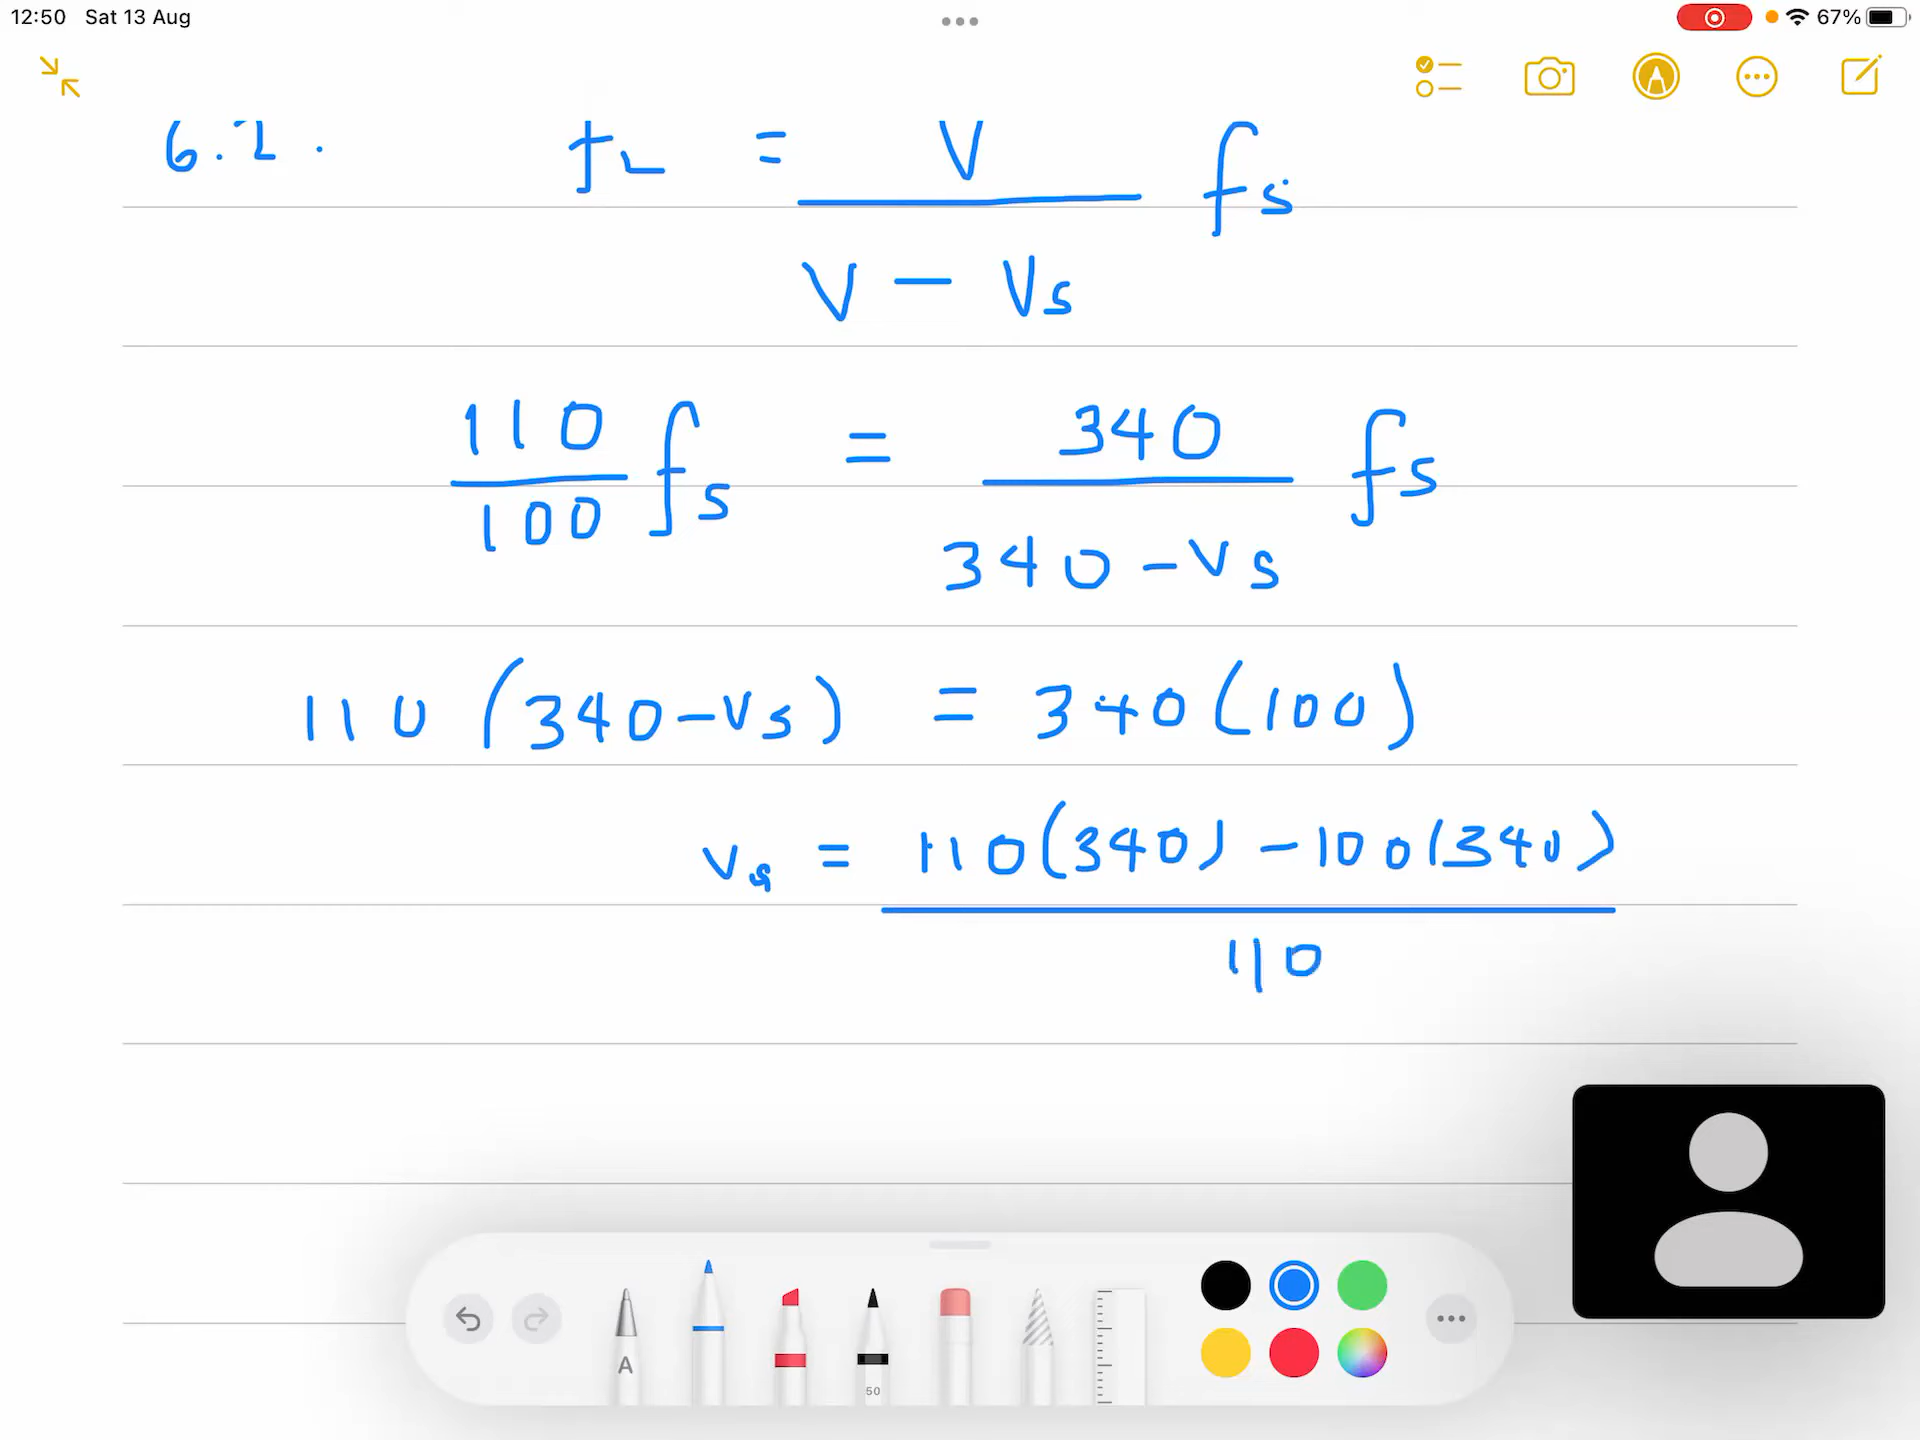 12:50 Sat 13 Aug 67%
6.2. fL = V / V - Vs fs
110/100 fs = 340 / 340 - Vs fs
110 (340 - Vs) = 340 (100)
Vs = 110(340) - 100(340) / 110
A
50